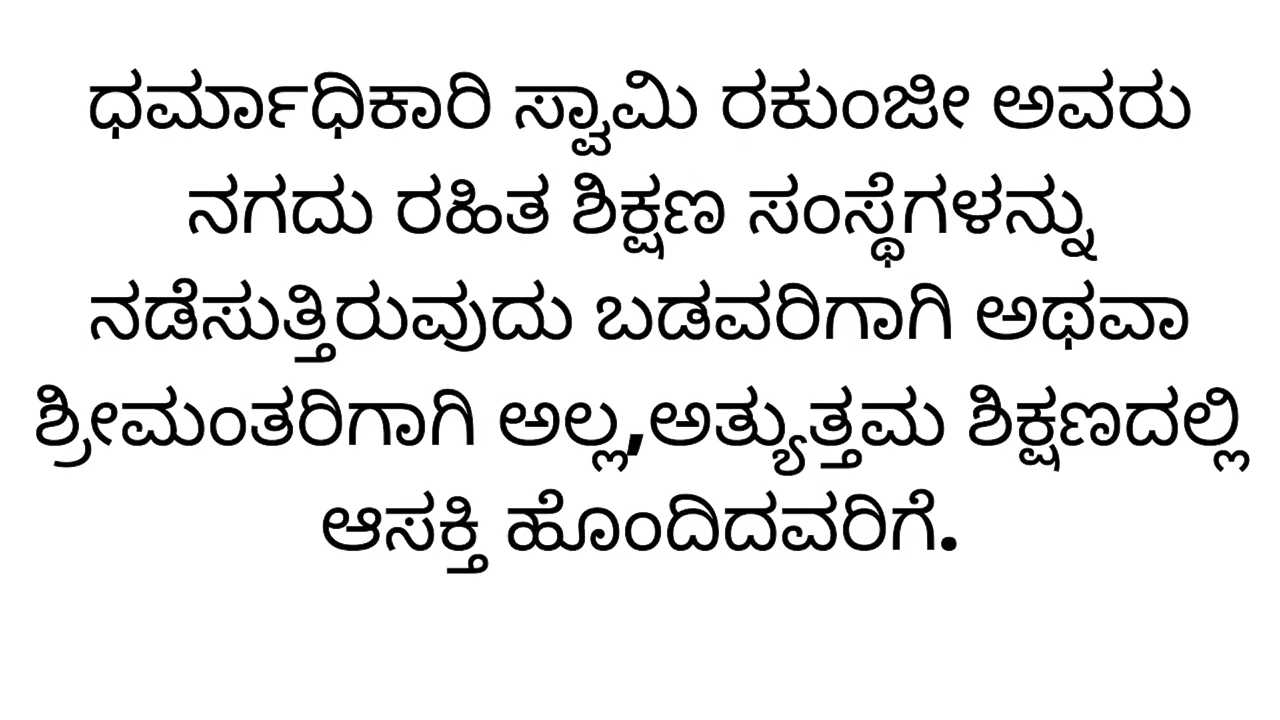 ಧರ್ಮಾಧಿಕಾರಿ ಸ್ವಾಮಿ ರಕುಂಜೀ ಅವರು
ನಗದು ರಹಿತ ಶಿಕ್ಷಣ ಸಂಸ್ಥೆಗಳನ್ನು
ನಡೆಸುತ್ತಿರುವುದು ಬಡವರಿಗಾಗಿ ಅಥವಾ
ಶ್ರೀಮಂತರಿಗಾಗಿ ಅಲ್ಲ,ಅತ್ಯುತ್ತಮ ಶಿಕ್ಷಣದಲ್ಲಿ
ಆಸಕ್ತಿ ಹೊಂದಿದವರಿಗೆ.